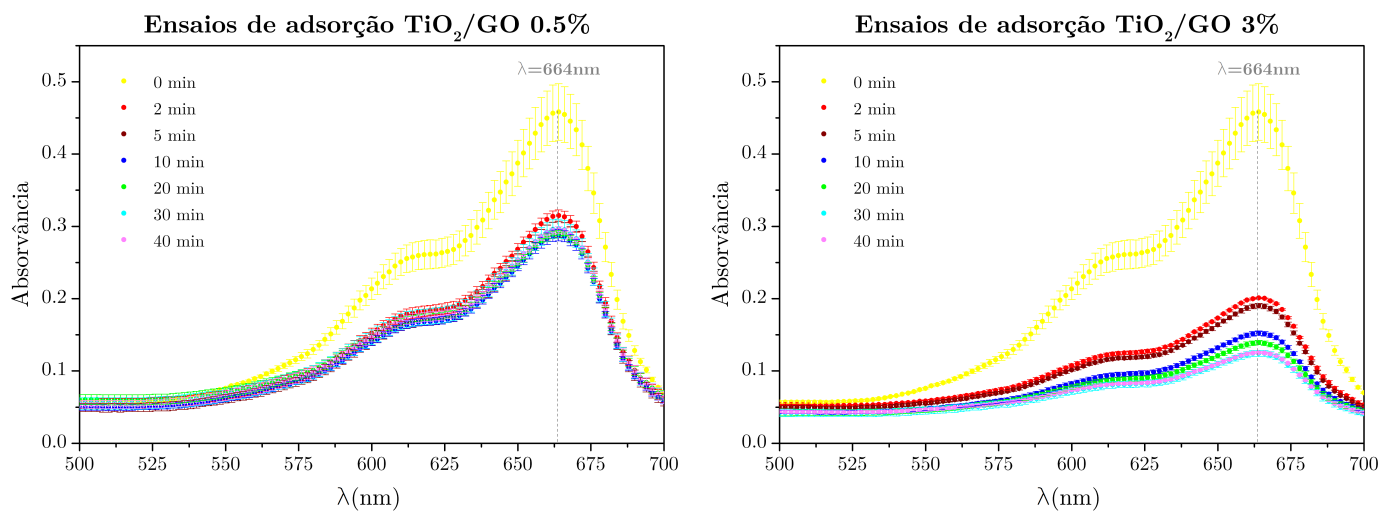 Ensaios de adsorção TiO₂/GO 0.5%
λ=664nm
0 min
2 min
5 min
10 min
20 min
30 min
40 min
0.5
0.4
0.3
0.2
0.1
0.0
Absorvância
500 525 550 575 600 625 650 675 700
λ(nm)
Ensaios de adsorção TiO₂/GO 3%
λ=664nm
0 min
2 min
5 min
10 min
20 min
30 min
40 min
0.5
0.4
0.3
0.2
0.1
0.0
Absorvância
500 525 550 575 600 625 650 675 700
λ(nm)